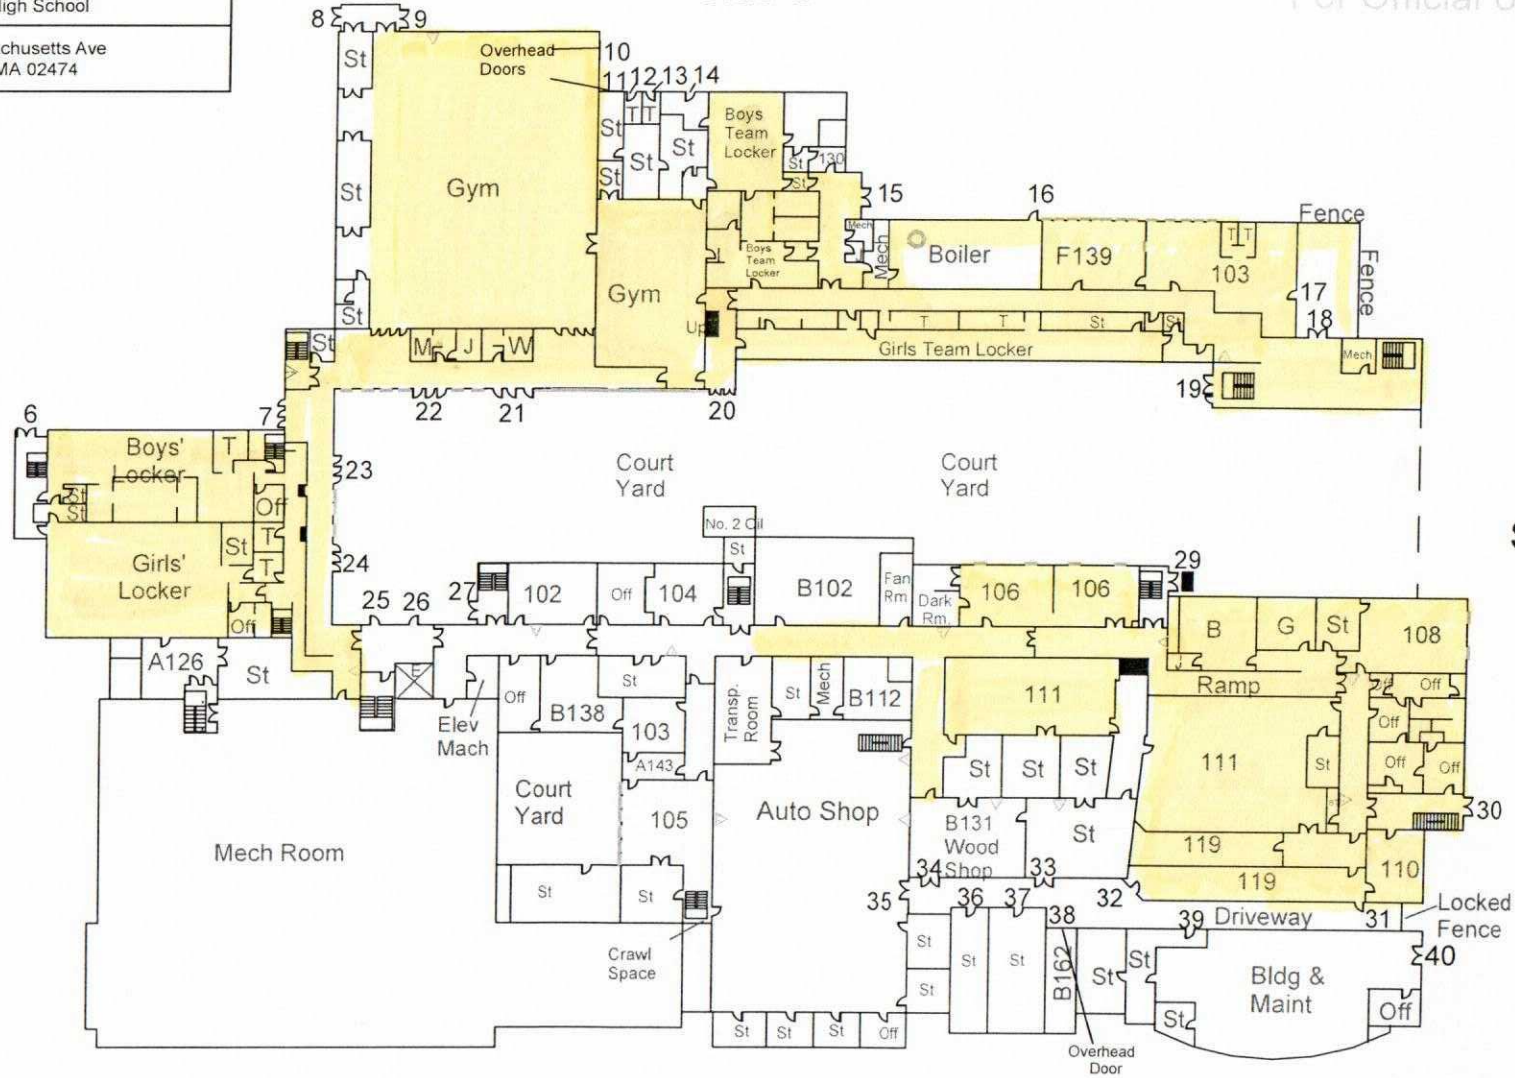 High School
chusetts Ave
MA 02474
For Official
8
9
Overhead
Doors
10
11
12
13
14
St
Boys
Team
Locker
T
T
St
St
St
St
130
St
St
St
Gym
15
16
Fence
Mech
Mech
Boys
Team
Locker
Boiler
F139
T
T
103
Fence
Gym
17
18
St
Up
T
T
St
St
St
M
J
W
Girls Team Locker
Mech
19
22
21
20
6
7
Boys'
Locker
T
23
Court
Yard
Court
Yard
St
St
Off
No. 2 Oil
St
T
St
Girls'
Locker
T
24
29
27
102
Off
104
B102
Fan
Rm
Dark
Rm.
106
106
25
26
Off
B
G
St
108
A126
St
E
J
Ramp
Off
Off
Elev
Mach
Off
B138
St
103
A143
Transp.
Room
St
Mech
B112
111
Off
111
St
Off
Off
St
St
St
Court
Yard
105
Auto Shop
B131
Wood
Shop
St
St
30
Mech Room
119
119
110
34
33
32
31
St
St
35
36
37
38
Driveway
39
Locked
Fence
40
Crawl
Space
St
St
St
St
B162
St
St
Bldg &
Maint
St
Off
St
St
St
Off
Overhead
Door